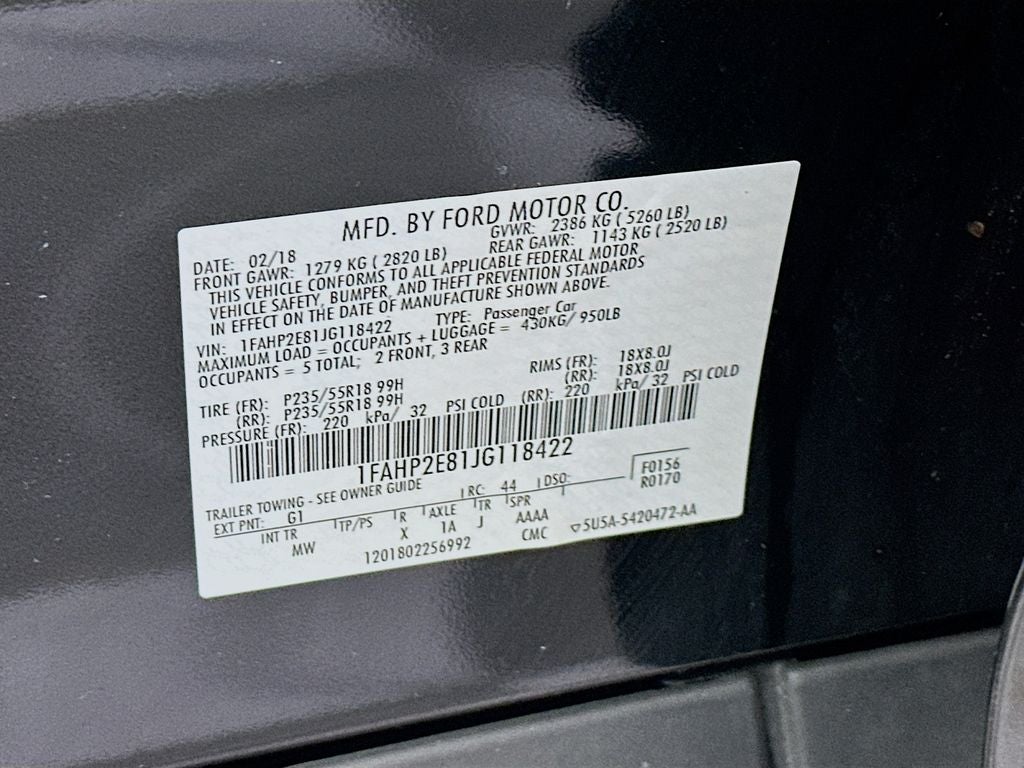 MFD. BY FORD MOTOR CO.
DATE: 02/18 GVWR: 2386 KG ( 5260 LB)
FRONT GAWR: 1279 KG ( 2820 LB) REAR GAWR: 1143 KG ( 2520 LB)
THIS VEHICLE CONFORMS TO ALL APPLICABLE FEDERAL MOTOR
VEHICLE SAFETY, BUMPER, AND THEFT PREVENTION STANDARDS
IN EFFECT ON THE DATE OF MANUFACTURE SHOWN ABOVE.
VIN: 1FAHP2E81JG118422 TYPE: Passenger Car
MAXIMUM LOAD = OCCUPANTS + LUGGAGE = 430KG/ 950LB
OCCUPANTS = 5 TOTAL; 2 FRONT, 3 REAR
TIRE (FR): P235/55R18 99H RIMS (FR): 18X8.0J
(RR): P235/55R18 99H (RR): 18X8.0J
PRESSURE (FR): 220 kPa/ 32 PSI COLD (RR): 220 kPa/ 32 PSI COLD
1FAHP2E81JG118422
TRAILER TOWING - SEE OWNER GUIDE
EXT PNT: G1 RC: 44 DSO: F0156
R0170
INT TR TP/PS R AXLE TR SPR
MW X 1A J AAAA
1201802256992 CMC ▽5U5A-5420472-AA